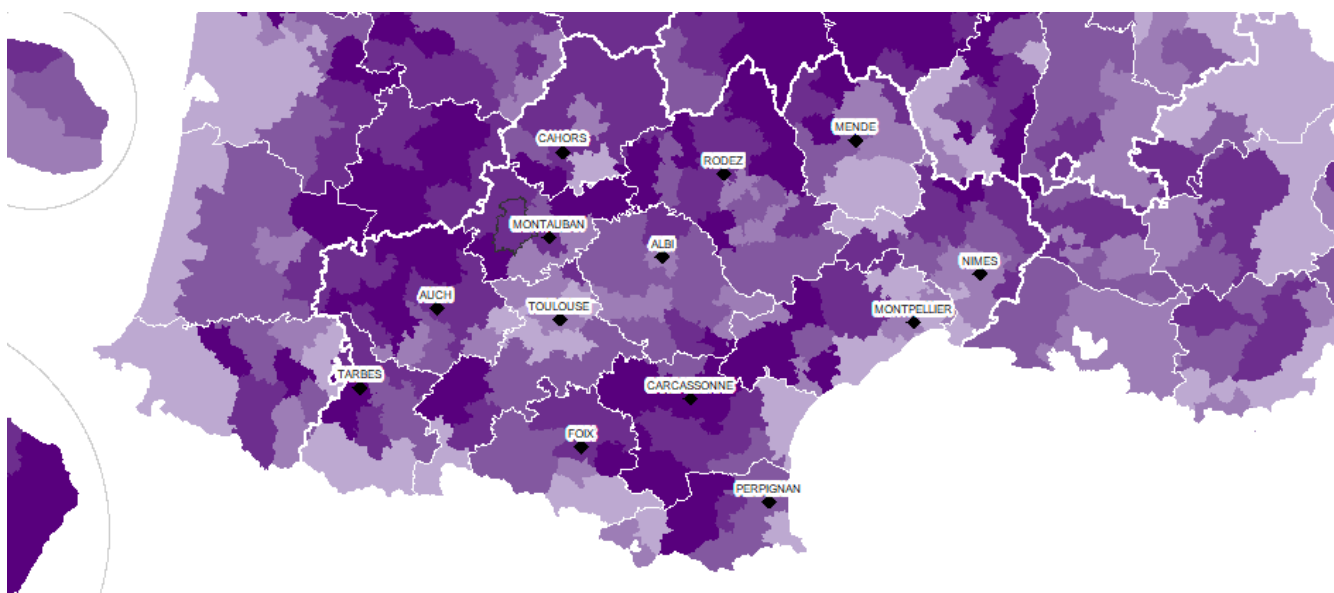 CAHORS
MENDE
RODEZ
MONTAUBAN
ALBI
NIMES
AUCH
TOULOUSE
MONTPELLIER
TARBES
CARCASSONNE
FOIX
PERPIGNAN